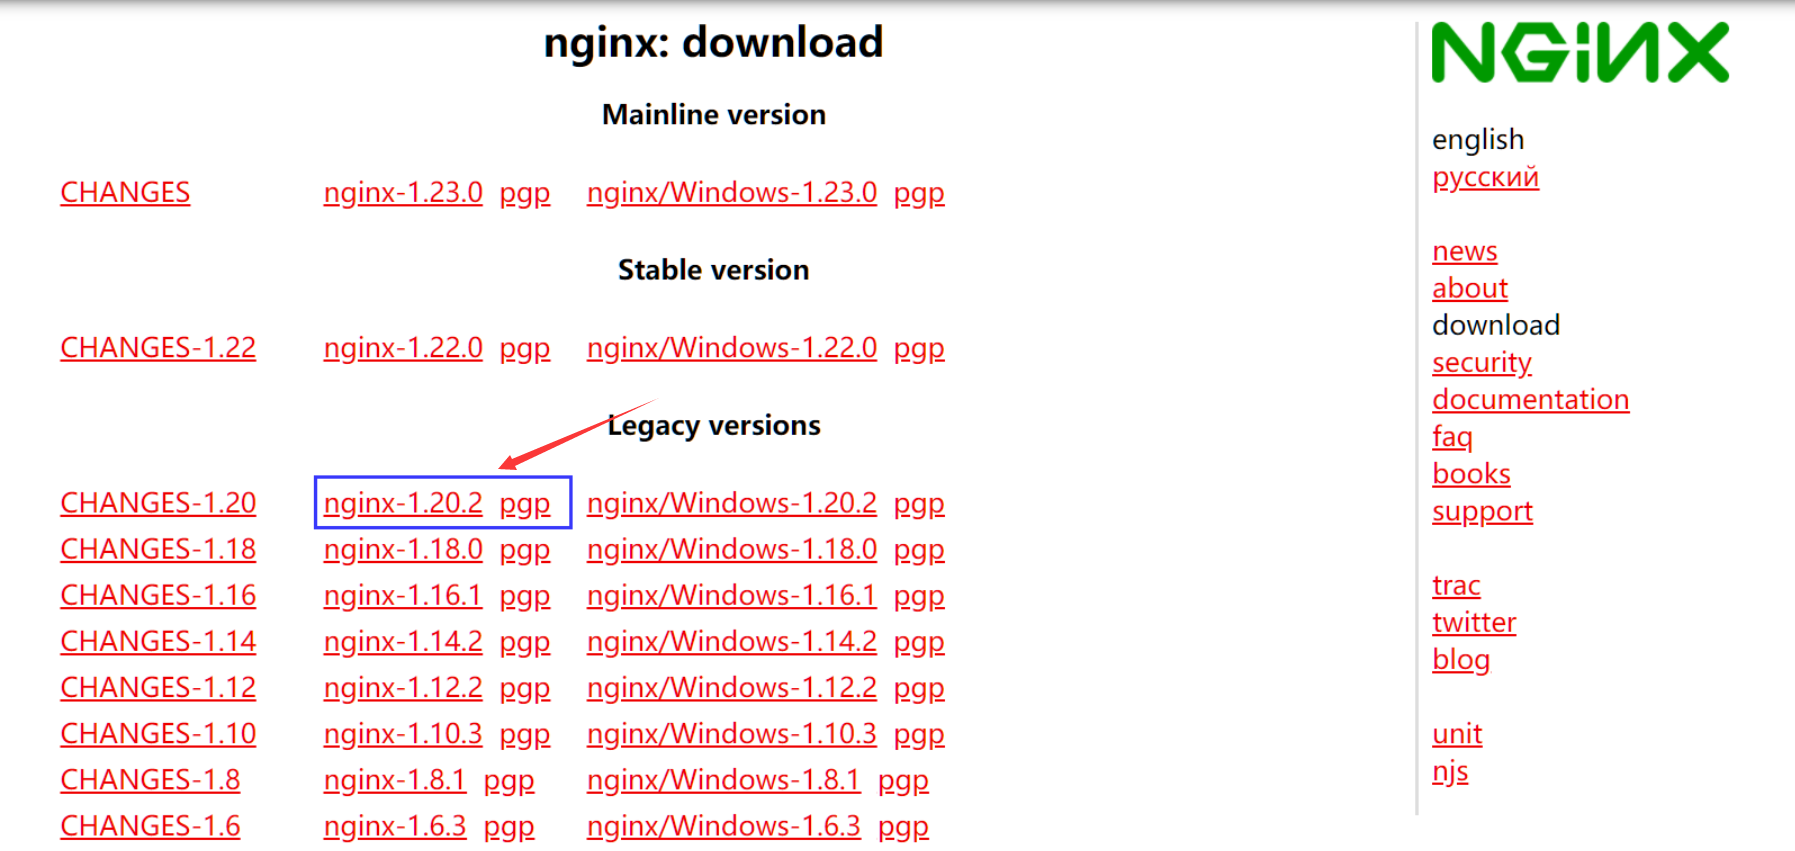 nginx: download
Mainline version
CHANGES nginx-1.23.0 pgp nginx/Windows-1.23.0 pgp
Stable version
CHANGES-1.22 nginx-1.22.0 pgp nginx/Windows-1.22.0 pgp
Legacy versions
CHANGES-1.20 nginx-1.20.2 pgp nginx/Windows-1.20.2 pgp
CHANGES-1.18 nginx-1.18.0 pgp nginx/Windows-1.18.0 pgp
CHANGES-1.16 nginx-1.16.1 pgp nginx/Windows-1.16.1 pgp
CHANGES-1.14 nginx-1.14.2 pgp nginx/Windows-1.14.2 pgp
CHANGES-1.12 nginx-1.12.2 pgp nginx/Windows-1.12.2 pgp
CHANGES-1.10 nginx-1.10.3 pgp nginx/Windows-1.10.3 pgp
CHANGES-1.8 nginx-1.8.1 pgp nginx/Windows-1.8.1 pgp
CHANGES-1.6 nginx-1.6.3 pgp nginx/Windows-1.6.3 pgp
NGINX
english
русский
news
about
download
security
documentation
faq
books
support
trac
twitter
blog
unit
njs